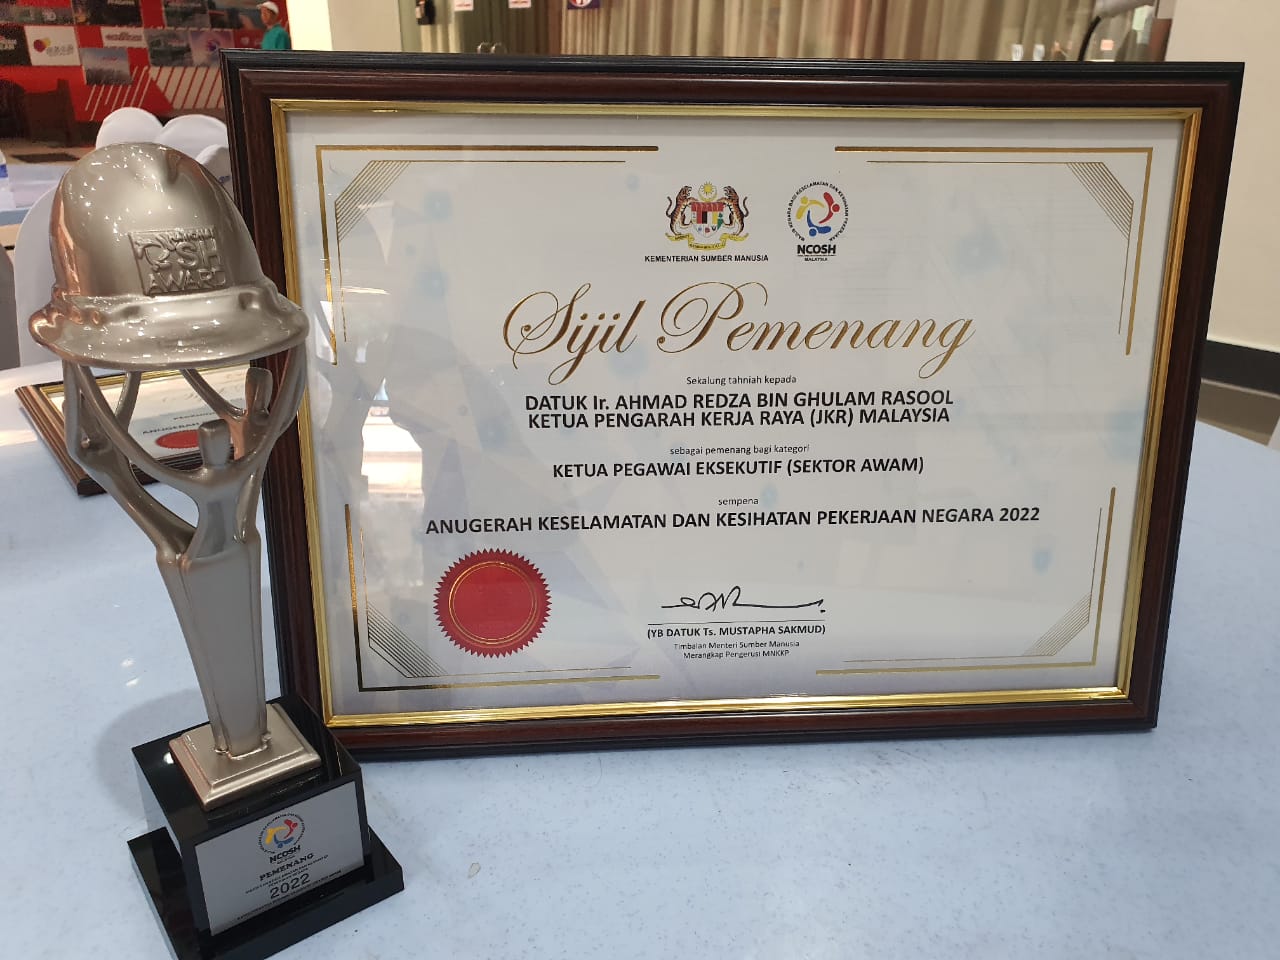 KEMENTERIAN SUMBER MANUSIA
NCOSH
MALAYSIA
Sijil Pemenang
Sekalung tahniah kepada
DATUK Ir. AHMAD REDZA BIN GHULAM RASOOL
KETUA PENGARAH KERJA RAYA (JKR) MALAYSIA
sebagai pemenang bagi kategori
KETUA PEGAWAI EKSEKUTIF (SEKTOR AWAM)
sempena
ANUGERAH KESELAMATAN DAN KESIHATAN PEKERJAAN NEGARA 2022
(YB DATUK Ts. MUSTAPHA SAKMUD)
Timbalan Menteri Sumber Manusia
Merangkap Pengerusi MNKKP
OSH
AWARD
NCOSH
PEMENANG
2022